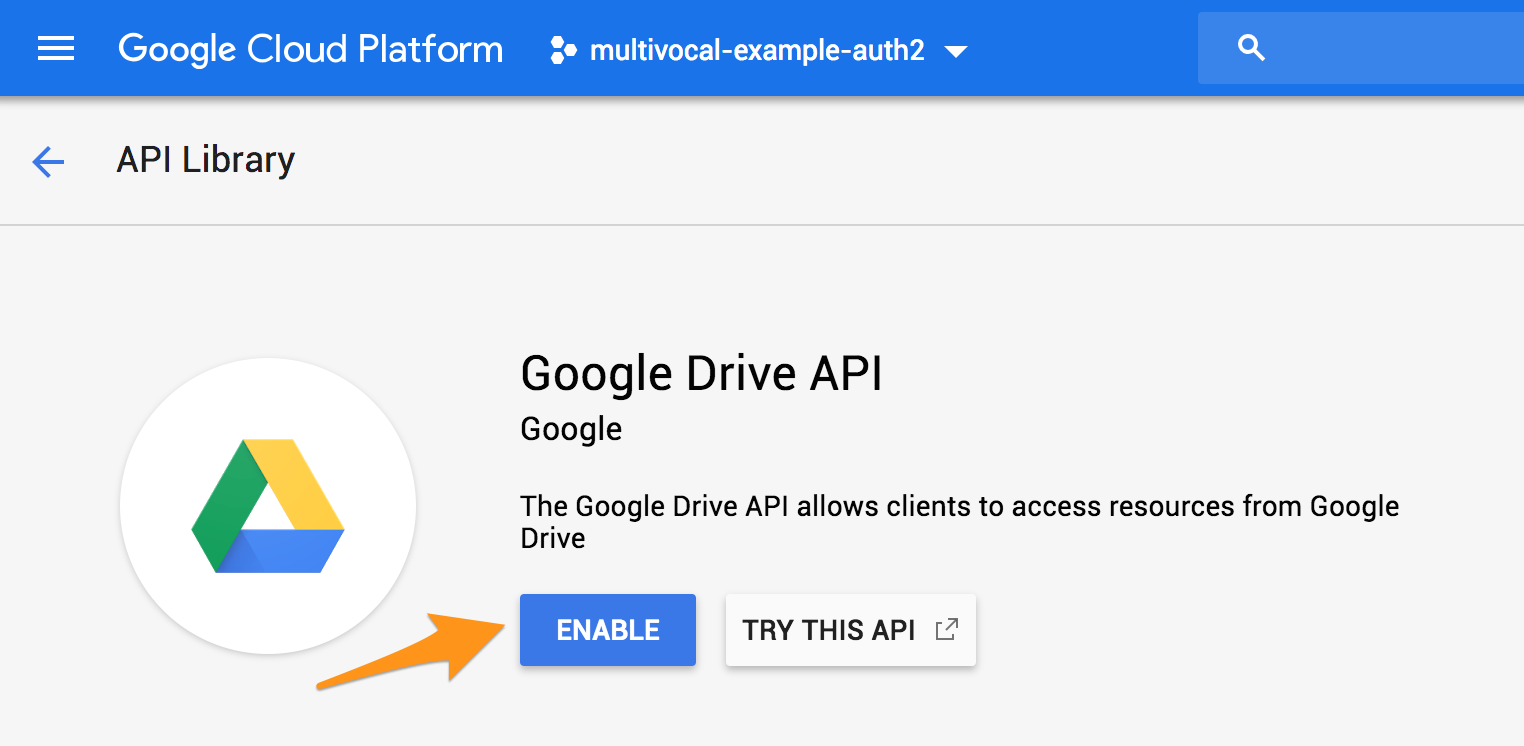 Google Cloud Platform
multivocal-example-auth2
API Library
Google Drive API
Google
The Google Drive API allows clients to access resources from Google
Drive
ENABLE
TRY THIS API